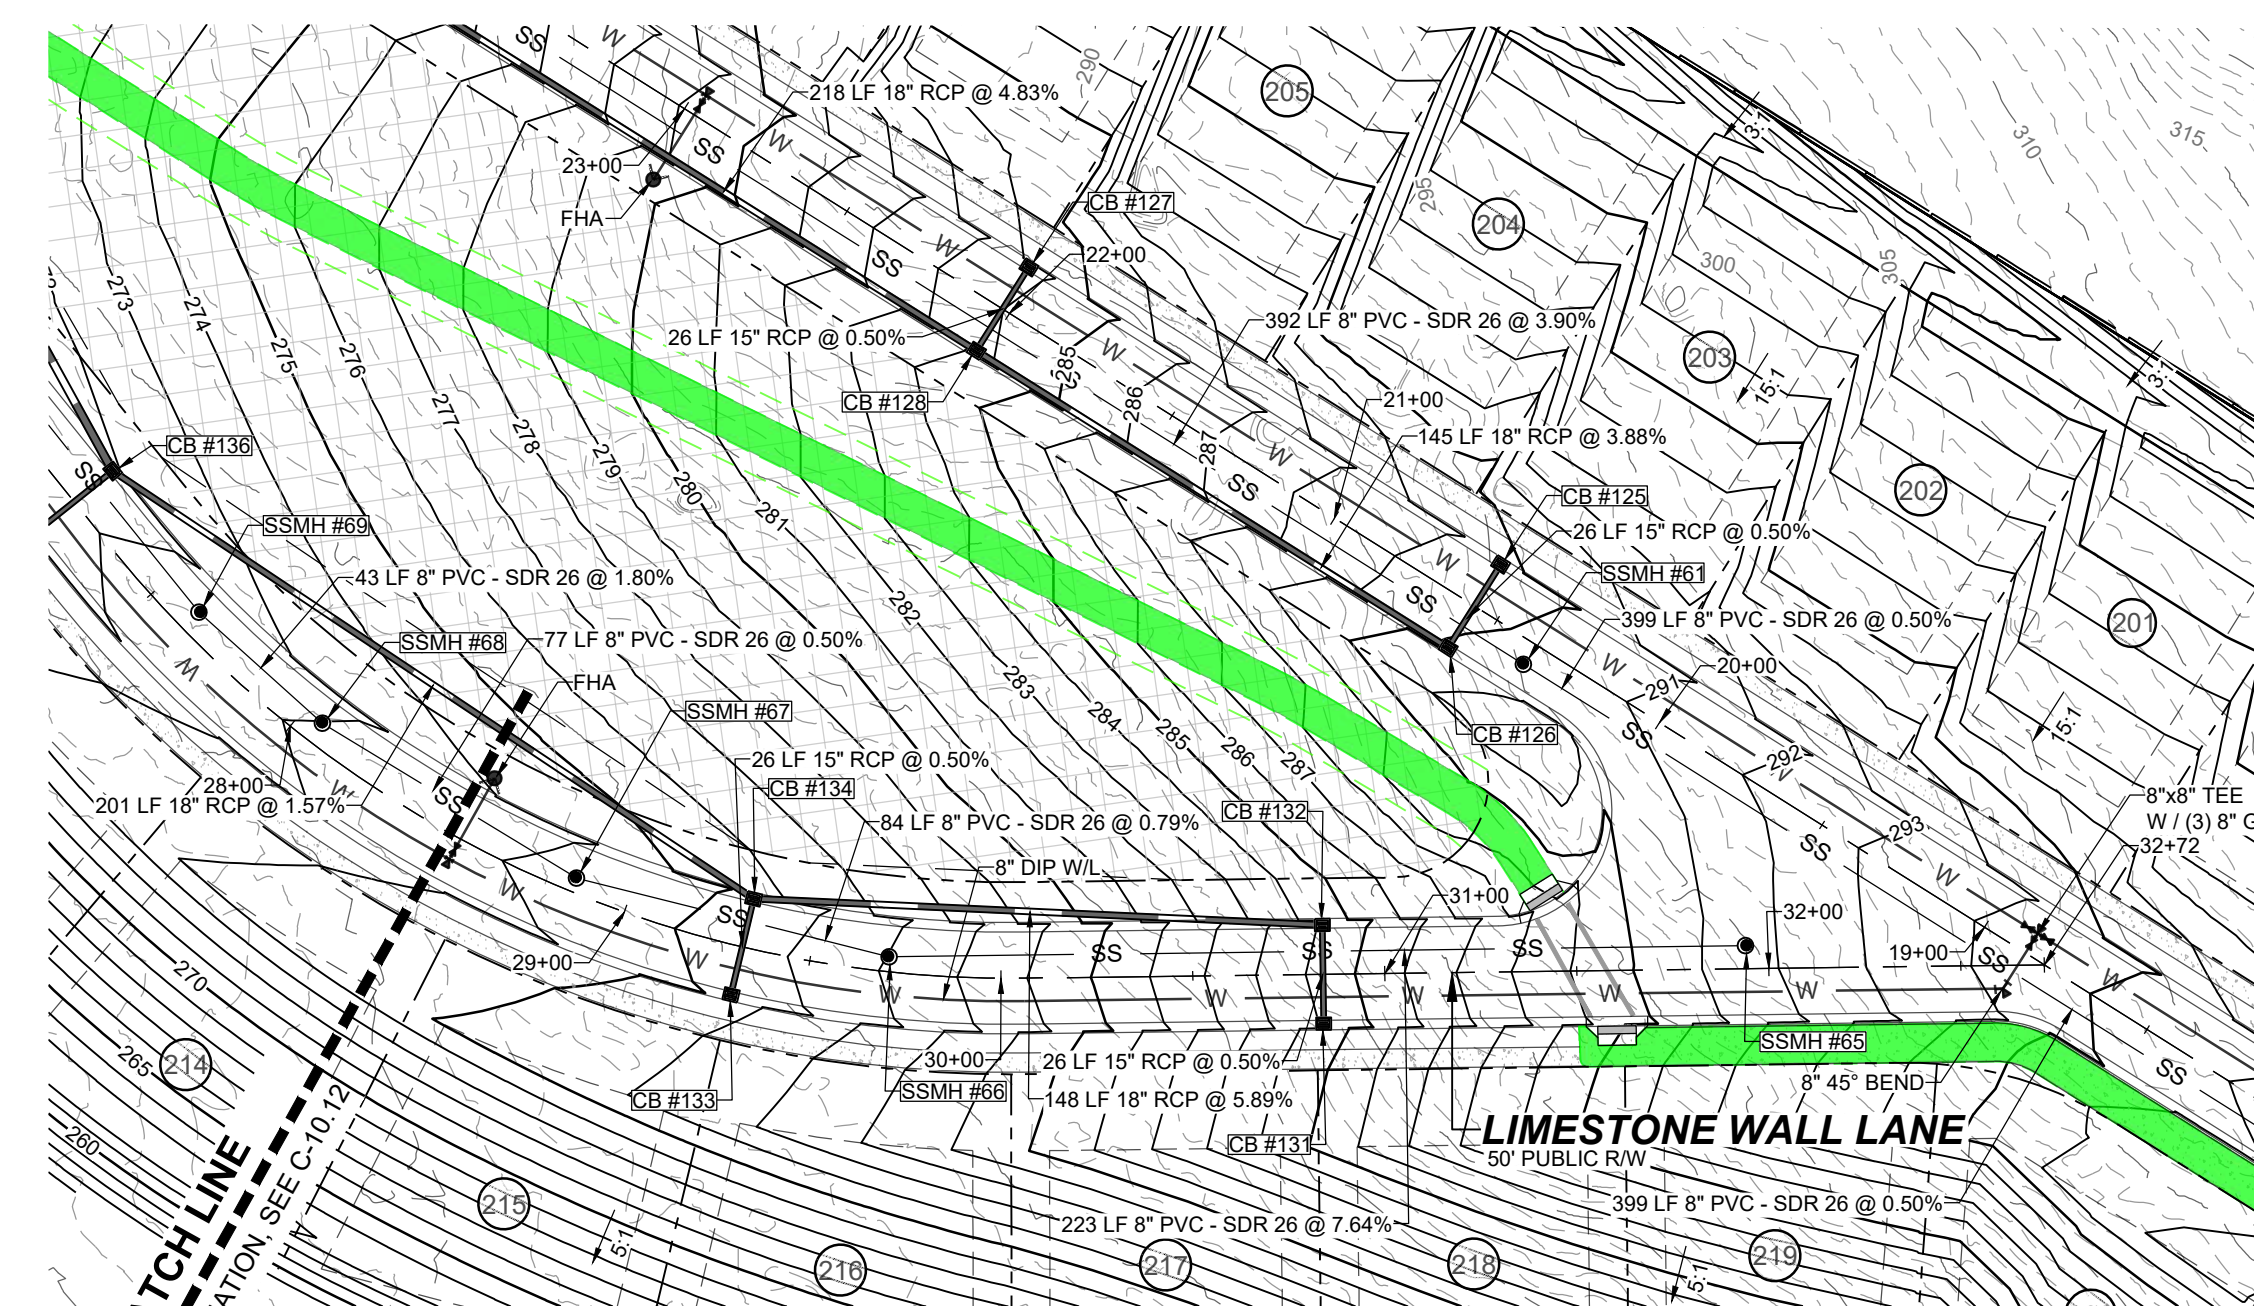 SS
W
290
205
218 LF 18" RCP @ 4.83%
3:1
310
315
SS
W
23+00
FHA
CB #127
295
204
W
22+00
SS
300
305
273
274
275
276
26 LF 15" RCP @ 0.50%
392 LF 8" PVC - SDR 26 @ 3.90%
285
W
203
15:1
3:1
CB #128
286
21+00
277
278
279
287
145 LF 18" RCP @ 3.88%
CB #136
SS
W
SS
280
281
CB #125
202
26 LF 15" RCP @ 0.50%
SSMH #69
W
SSMH #61
43 LF 8" PVC - SDR 26 @ 1.80%
282
SS
399 LF 8" PVC - SDR 26 @ 0.50%
201
SSMH #68
77 LF 8" PVC - SDR 26 @ 0.50%
W
W
20+00
FHA
283
291
SSMH #67
284
285
286
287
CB #126
SS
15:1
292
W
26 LF 15" RCP @ 0.50%
28+00
CB #134
W
SS
201 LF 18" RCP @ 1.57%
8"x8" TEE
W / (3) 8" G
CB #132
84 LF 8" PVC - SDR 26 @ 0.79%
293
SS
32+72
8" DIP W/L
W
W
31+00
32+00
SS
SS
SS
SS
19+00
SS
29+00
W
270
W
W
W
W
W
W
265
214
30+00
26 LF 15" RCP @ 0.50%
SSMH #65
SS
SSMH #66
148 LF 18" RCP @ 5.89%
8" 45° BEND
CB #133
LIMESTONE WALL LANE
50' PUBLIC R/W
CB #131
260
215
399 LF 8" PVC - SDR 26 @ 0.50%
223 LF 8" PVC - SDR 26 @ 7.64%
5:1
216
217
218
219
5:1
TCH LINE
ATION, SEE C-10.12